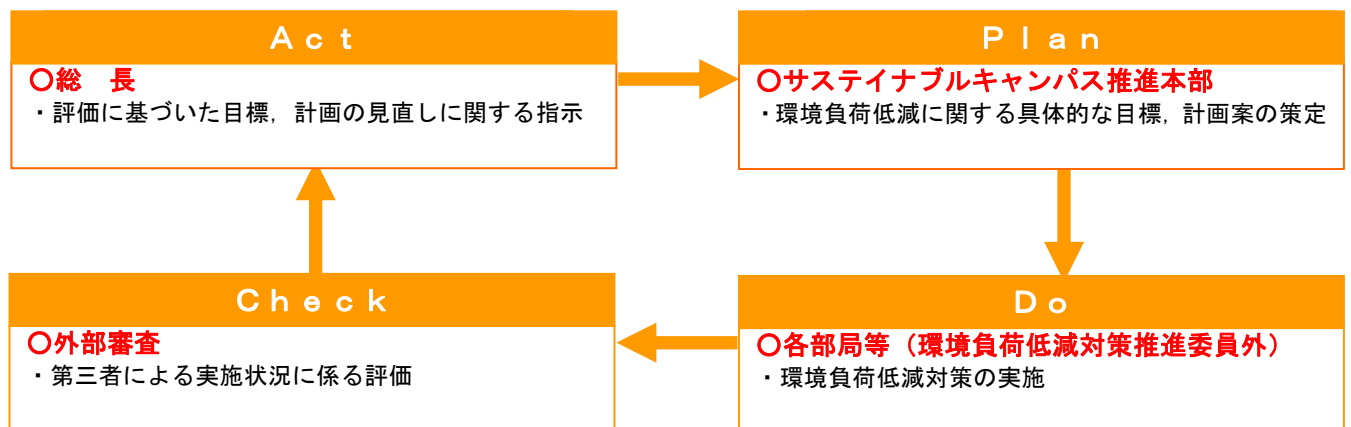 Ａｃｔ
〇総　長
・評価に基づいた目標，計画の見直しに関する指示
Ｐｌａｎ
〇サステイナブルキャンパス推進本部
・環境負荷低減に関する具体的な目標，計画案の策定
Ｃｈｅｃｋ
〇外部審査
・第三者による実施状況に係る評価
Ｄｏ
〇各部局等（環境負荷低減対策推進委員外）
・環境負荷低減対策の実施